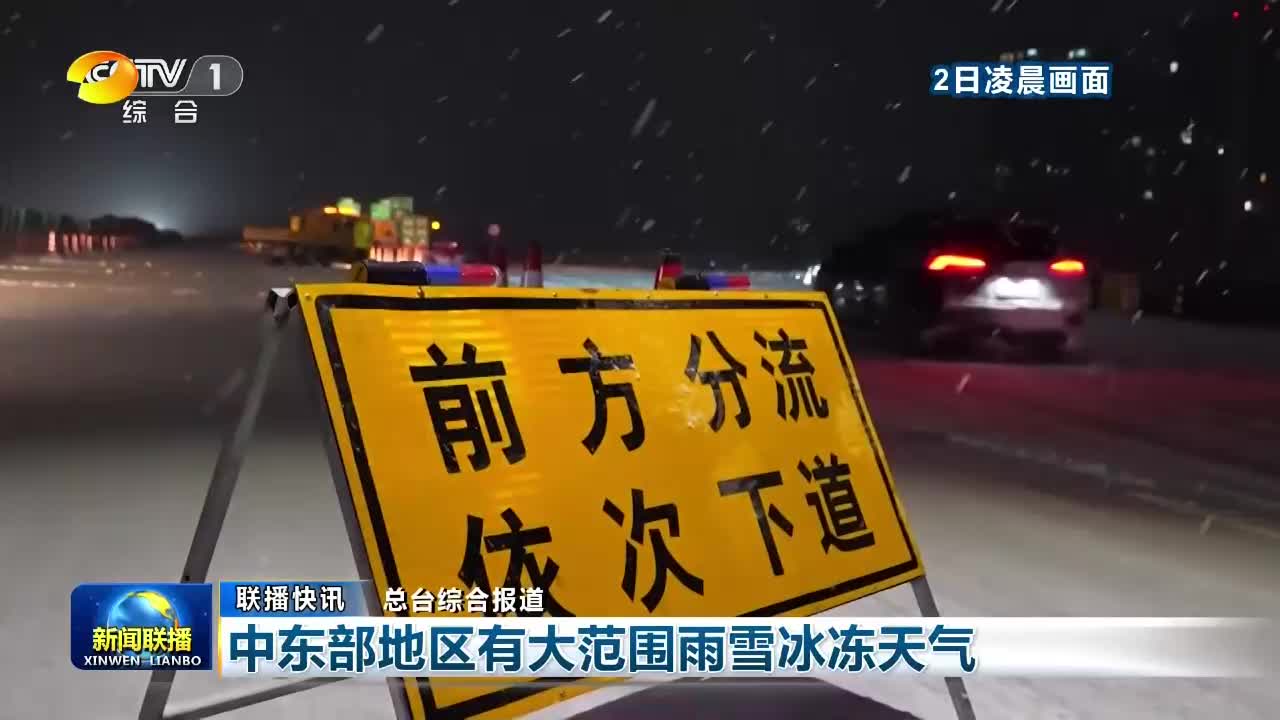 CCTV 1
综合
2日凌晨画面
前方分流
依次下道
联播快讯 总台综合报道
新闻联播
XINWEN LIANBO
中东部地区有大范围雨雪冰冻天气